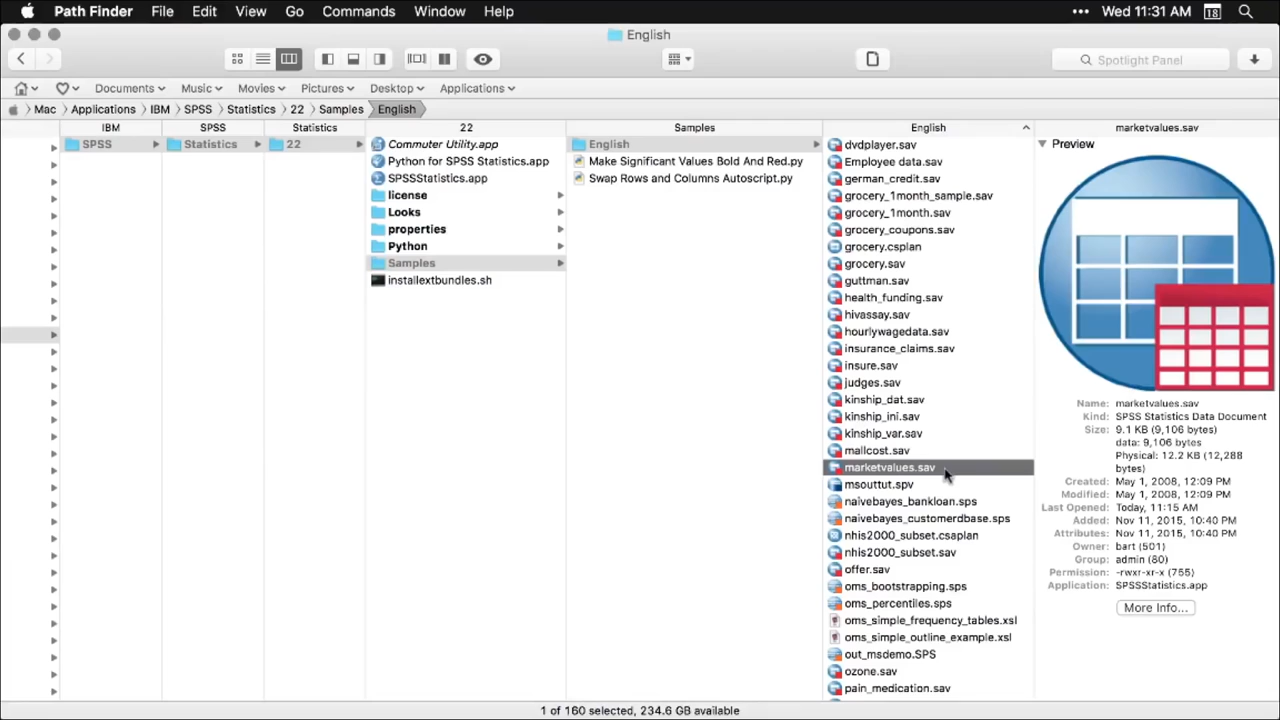 Path Finder File Edit View Go Commands Window Help ••• Wed 11:31 AM 18
English
Spotlight Panel
Documents Music Movies Pictures Desktop Applications
Mac Applications IBM SPSS Statistics 22 Samples English
IBM SPSS Statistics 22 Samples English marketvalues.sav
SPSS
Statistics
22
Commuter Utility.app
Python for SPSS Statistics.app
SPSSStatistics.app
license
Looks
properties
Python
Samples
installextbundles.sh
English
Make Significant Values Bold And Red.py
Swap Rows and Columns Autoscript.py
dvdplayer.sav
Employee data.sav
german_credit.sav
grocery_1month_sample.sav
grocery_1month.sav
grocery_coupons.sav
grocery.csplan
grocery.sav
guttman.sav
health_funding.sav
hivassay.sav
hourlywagedata.sav
insurance_claims.sav
insure.sav
judges.sav
kinship_dat.sav
kinship_ini.sav
kinship_var.sav
mallcost.sav
marketvalues.sav
msouttut.spv
naivebayes_bankloan.sps
naivebayes_customerdbase.sps
nhis2000_subset.csaplan
nhis2000_subset.sav
offer.sav
oms_bootstrapping.sps
oms_percentiles.sps
oms_simple_frequency_tables.xsl
oms_simple_outline_example.xsl
out_msdemo.SPS
ozone.sav
pain_medication.sav
Preview
Name: marketvalues.sav
Kind: SPSS Statistics Data Document
Size: 9.1 KB (9,106 bytes)
data: 9,106 bytes
Physical: 12.2 KB (12,288
bytes)
Created: May 1, 2008, 12:09 PM
Modified: May 1, 2008, 12:09 PM
Last Opened: Today, 11:15 AM
Added: Nov 11, 2015, 10:40 PM
Attributes: Nov 11, 2015, 10:40 PM
Owner: bart (501)
Group: admin (80)
Permission: -rwxr-xr-x (755)
Application: SPSSStatistics.app
More Info...
1 of 160 selected, 234.6 GB available